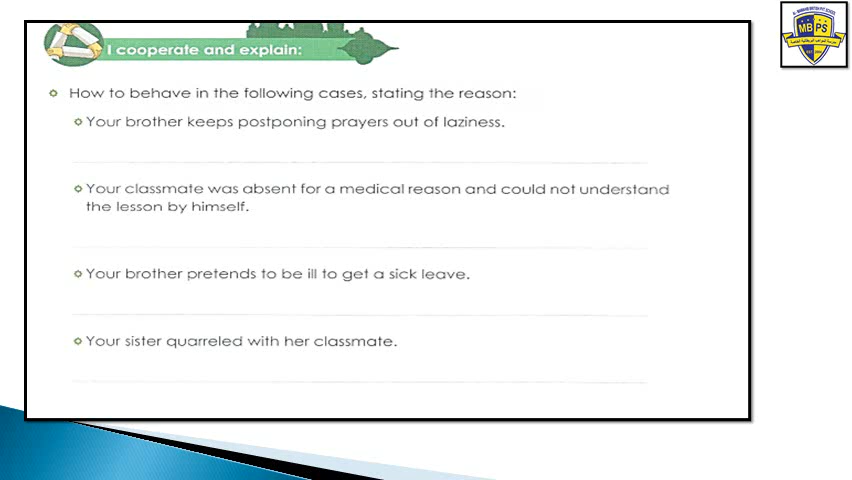 I cooperate and explain:
How to behave in the following cases, stating the reason:
Your brother keeps postponing prayers out of laziness.
Your classmate was absent for a medical reason and could not understand
the lesson by himself.
Your brother pretends to be ill to get a sick leave.
Your sister quarreled with her classmate.
MB PS